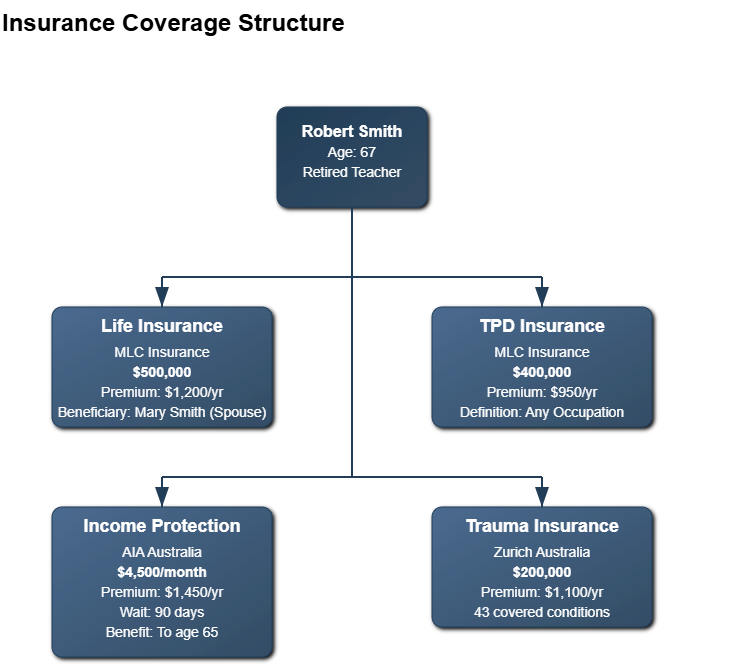 Insurance Coverage Structure
Robert Smith
Age: 67
Retired Teacher
Life Insurance
MLC Insurance
$500,000
Premium: $1,200/yr
Beneficiary: Mary Smith (Spouse)
TPD Insurance
MLC Insurance
$400,000
Premium: $950/yr
Definition: Any Occupation
Income Protection
AIA Australia
$4,500/month
Premium: $1,450/yr
Wait: 90 days
Benefit: To age 65
Trauma Insurance
Zurich Australia
$200,000
Premium: $1,100/yr
43 covered conditions